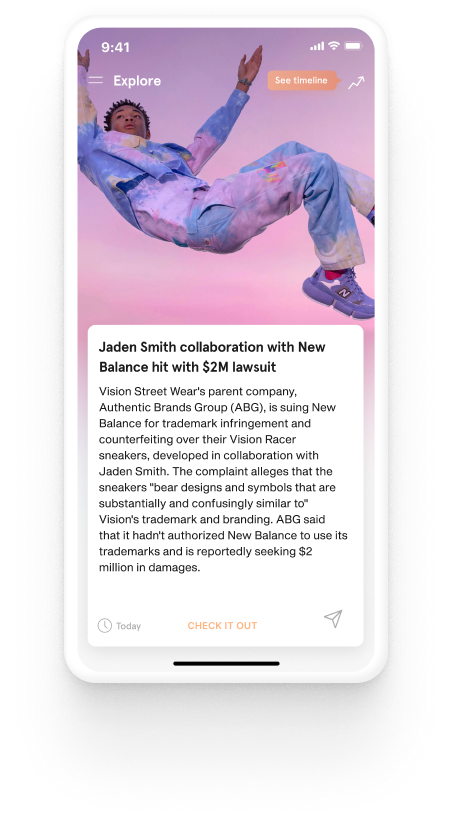 9:41
Explore
See timeline
N
Jaden Smith collaboration with New
Balance hit with $2M lawsuit
Vision Street Wear's parent company,
Authentic Brands Group (ABG), is suing New
Balance for trademark infringement and
counterfeiting over their Vision Racer
sneakers, developed in collaboration with
Jaden Smith. The complaint alleges that the
sneakers "bear designs and symbols that are
substantially and confusingly similar to"
Vision's trademark and branding. ABG said
that it hadn't authorized New Balance to use its
trademarks and is reportedly seeking $2
million in damages.
Today
CHECK IT OUT